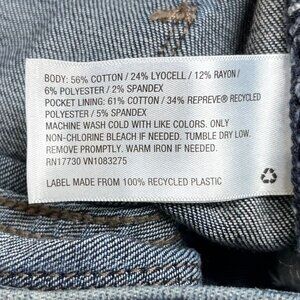 BODY: 56% COTTON / 24% LYOCELL / 12% RAYON /
6% POLYESTER / 2% SPANDEX
POCKET LINING: 61% COTTON / 34% REPREVE® RECYCLED
POLYESTER / 5% SPANDEX
MACHINE WASH COLD WITH LIKE COLORS. ONLY
NON-CHLORINE BLEACH IF NEEDED. TUMBLE DRY LOW.
REMOVE PROMPTLY. WARM IRON IF NEEDED.
RN17730 VN1083275
LABEL MADE FROM 100% RECYCLED PLASTIC